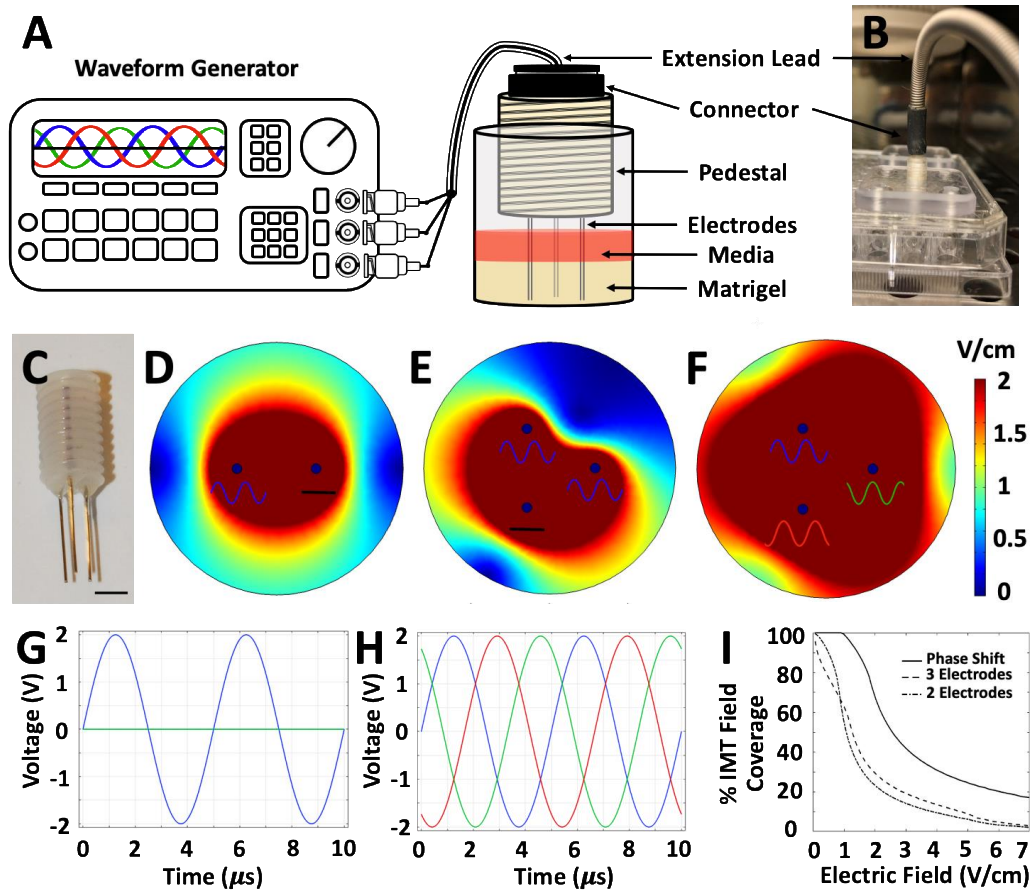 A
B
Waveform Generator
Extension Lead
Connector
Pedestal
Electrodes
Media
Matrigel
C
D
E
F
V/cm
2
1.5
1
0.5
0
G
H
I
Voltage (V)
2
1
0
-1
-2
0
2
4
6
8
10
Time (μs)
Voltage (V)
2
1
0
-1
-2
0
2
4
6
8
10
Time (μs)
% IMT Field
Coverage
100
80
60
40
20
0
Phase Shift
3 Electrodes
2 Electrodes
0
1
2
3
4
5
6
7
Electric Field (V/cm)